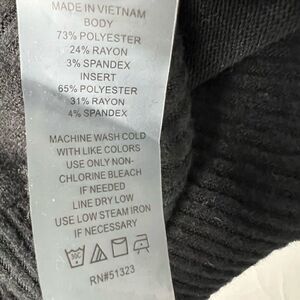 MADE IN VIETNAM
BODY
73% POLYESTER
24% RAYON
3% SPANDEX
INSERT
65% POLYESTER
31% RAYON
4% SPANDEX
MACHINE WASH COLD
WITH LIKE COLORS
USE ONLY NON-
CHLORINE BLEACH
IF NEEDED
LINE DRY LOW
USE LOW STEAM IRON
IF NECESSARY
30C
RN#51323